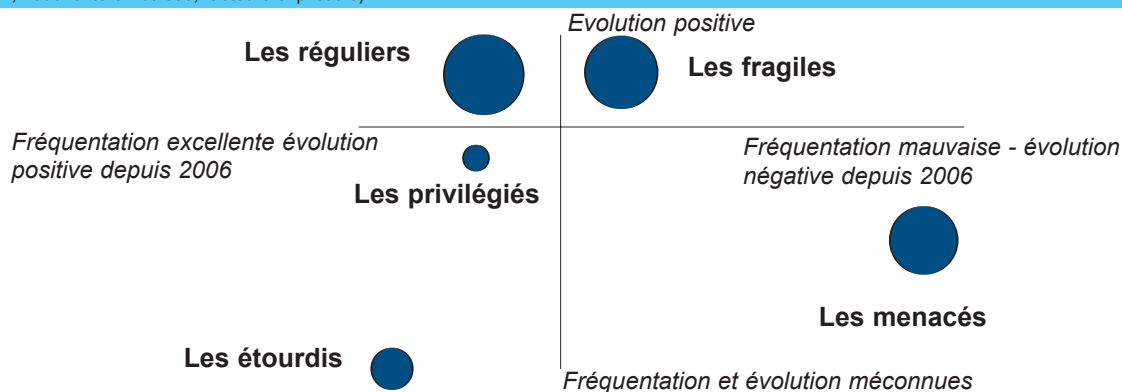 Evolution positive
Les réguliers
Les fragiles
Fréquentation excellente évolution
positive depuis 2006
Fréquentation mauvaise - évolution
négative depuis 2006
Les privilégiés
Les menacés
Les étourdis
Fréquentation et évolution méconnues